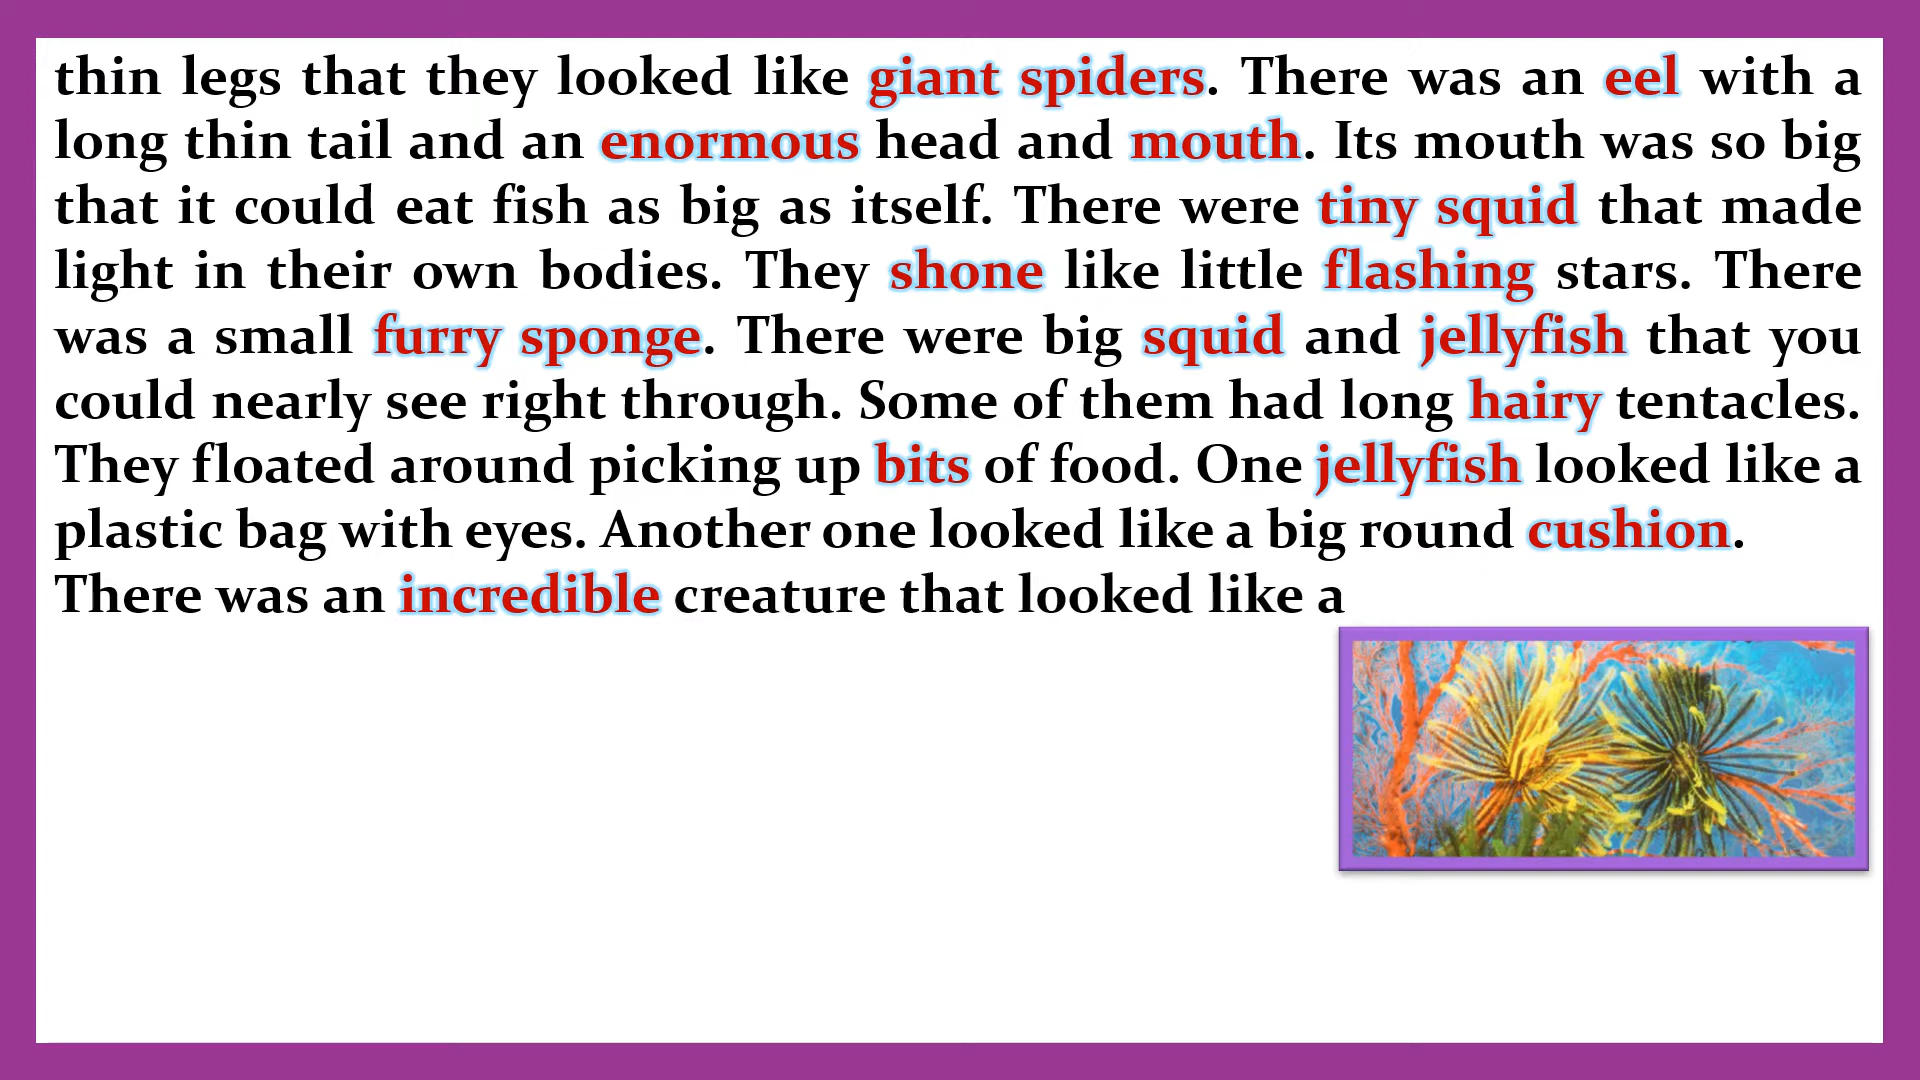 thin legs that they looked like giant spiders. There was an eel with a
long thin tail and an enormous head and mouth. Its mouth was so big
that it could eat fish as big as itself. There were tiny squid that made
light in their own bodies. They shone like little flashing stars. There
was a small furry sponge. There were big squid and jellyfish that you
could nearly see right through. Some of them had long hairy tentacles.
They floated around picking up bits of food. One jellyfish looked like a
plastic bag with eyes. Another one looked like a big round cushion.
There was an incredible creature that looked like a